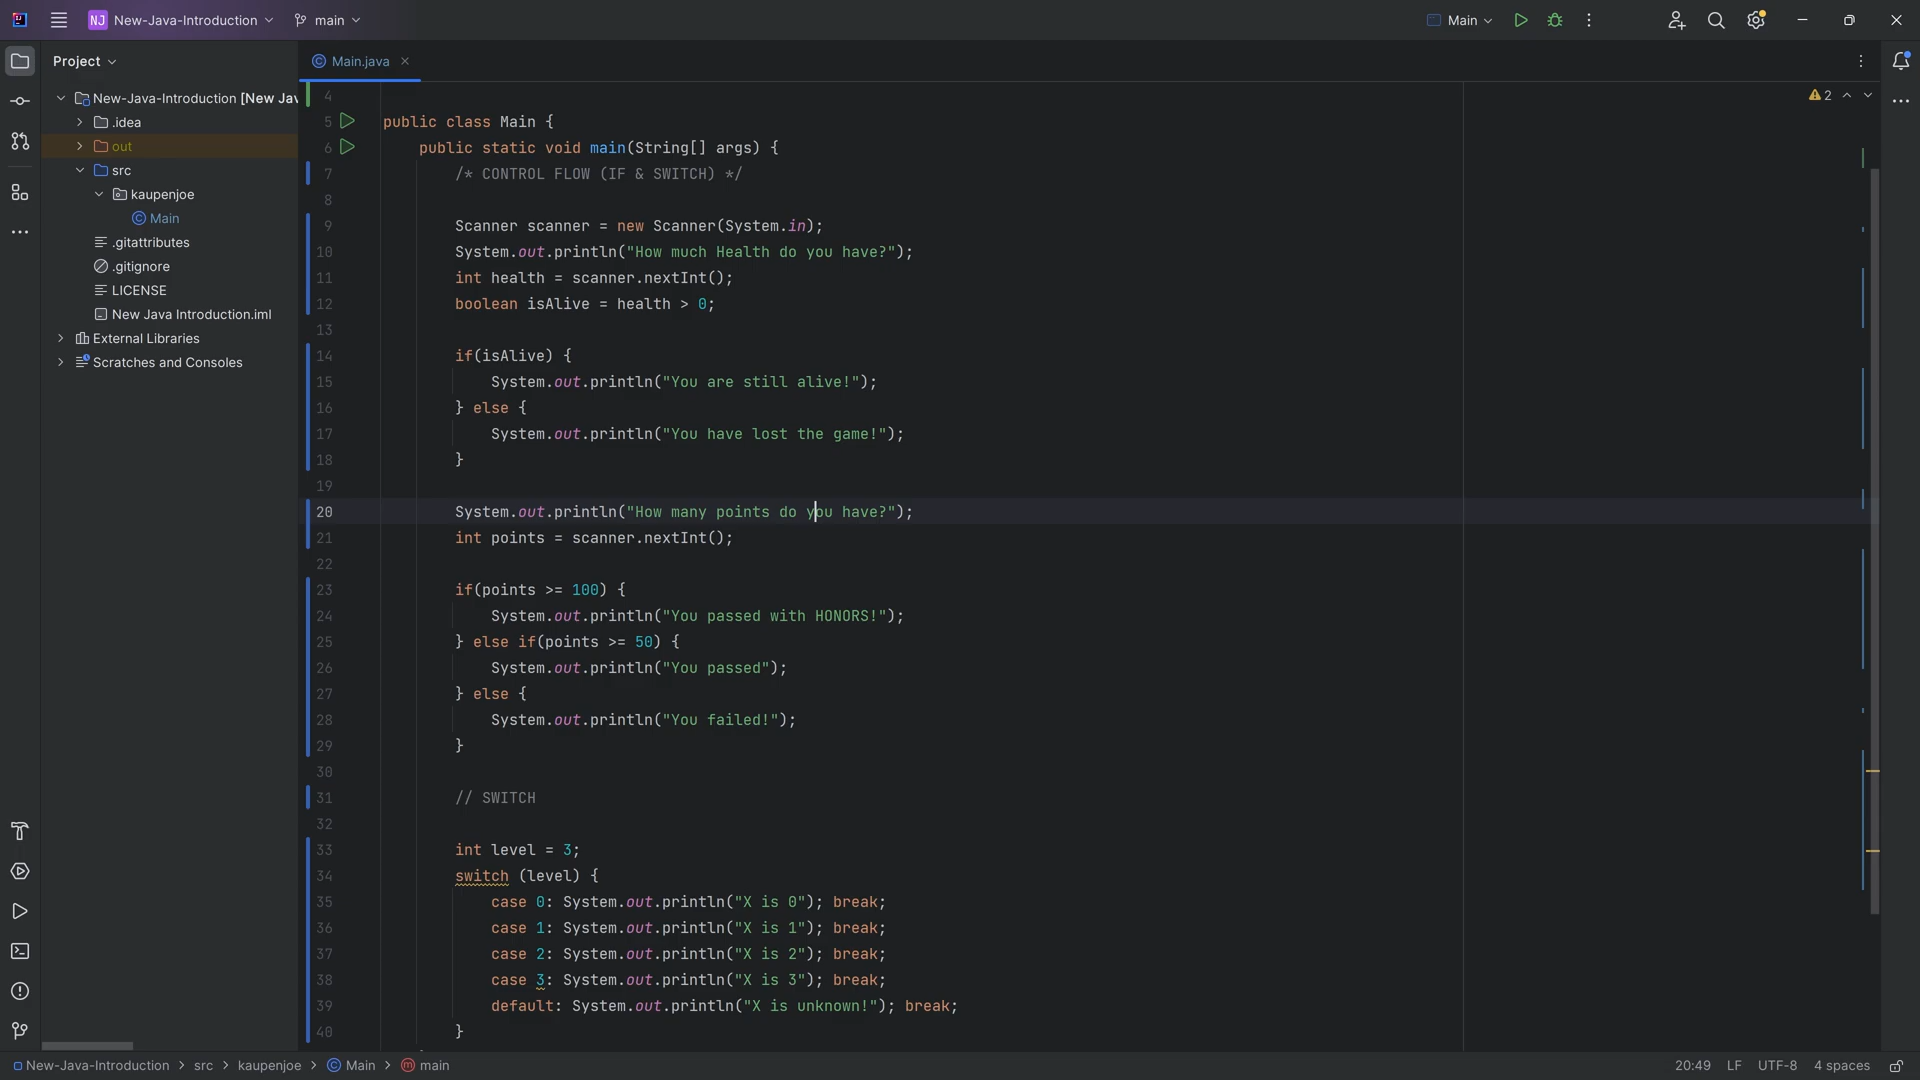 NJ New-Java-Introduction main Main
Project
Main.java
New-Java-Introduction [New Jav
.idea
out
src
kaupenjoe
Main
.gitattributes
.gitignore
LICENSE
New Java Introduction.iml
External Libraries
Scratches and Consoles
2
4
5 public class Main {
6 public static void main(String[] args) {
7 /* CONTROL FLOW (IF & SWITCH) */
8
9 Scanner scanner = new Scanner(System.in);
10 System.out.println("How much Health do you have?");
11 int health = scanner.nextInt();
12 boolean isAlive = health > 0;
13
14 if(isAlive) {
15 System.out.println("You are still alive!");
16 } else {
17 System.out.println("You have lost the game!");
18 }
19
20 System.out.println("How many points do you have?");
21 int points = scanner.nextInt();
22
23 if(points >= 100) {
24 System.out.println("You passed with HONORS!");
25 } else if(points >= 50) {
26 System.out.println("You passed");
27 } else {
28 System.out.println("You failed!");
29 }
30
31 // SWITCH
32
33 int level = 3;
34 switch (level) {
35 case 0: System.out.println("X is 0"); break;
36 case 1: System.out.println("X is 1"); break;
37 case 2: System.out.println("X is 2"); break;
38 case 3: System.out.println("X is 3"); break;
39 default: System.out.println("X is unknown!"); break;
40 }
New-Java-Introduction > src > kaupenjoe > Main > main 20:49 LF UTF-8 4 spaces